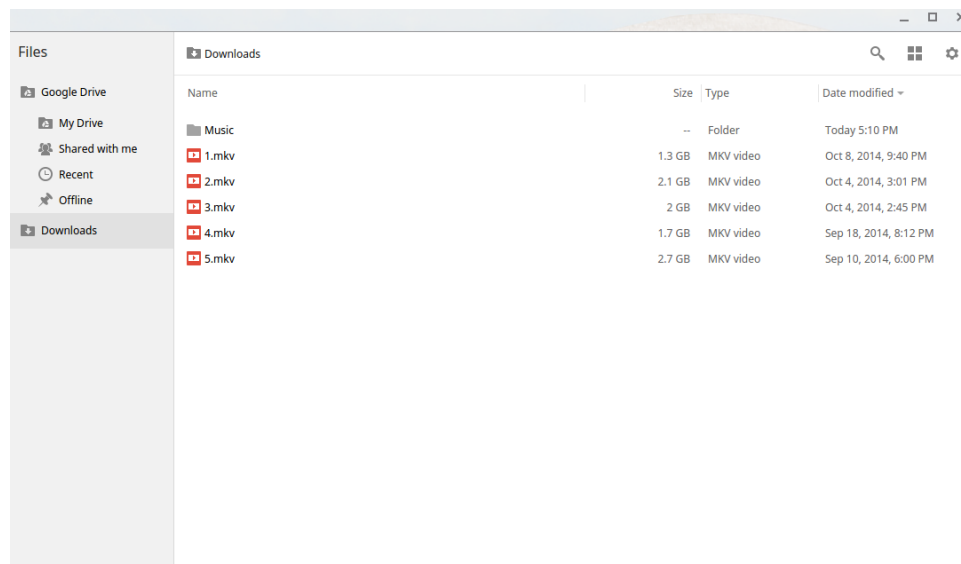 Files
Downloads
Google Drive
My Drive
Shared with me
Recent
Offline
Downloads
Name Size Type Date modified
Music -- Folder Today 5:10 PM
1.mkv 1.3 GB MKV video Oct 8, 2014, 9:40 PM
2.mkv 2.1 GB MKV video Oct 4, 2014, 3:01 PM
3.mkv 2 GB MKV video Oct 4, 2014, 2:45 PM
4.mkv 1.7 GB MKV video Sep 18, 2014, 8:12 PM
5.mkv 2.7 GB MKV video Sep 10, 2014, 6:00 PM